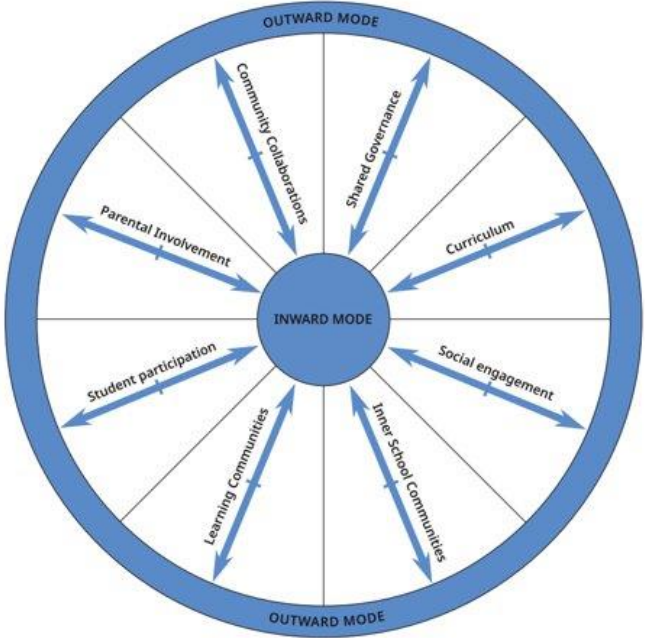 OUTWARD MODE
Community Collaborations
Shared Governance
Parental Involvement
Curriculum
INWARD MODE
Student participation
Social engagement
Learning Communities
Inner School Communities
OUTWARD MODE